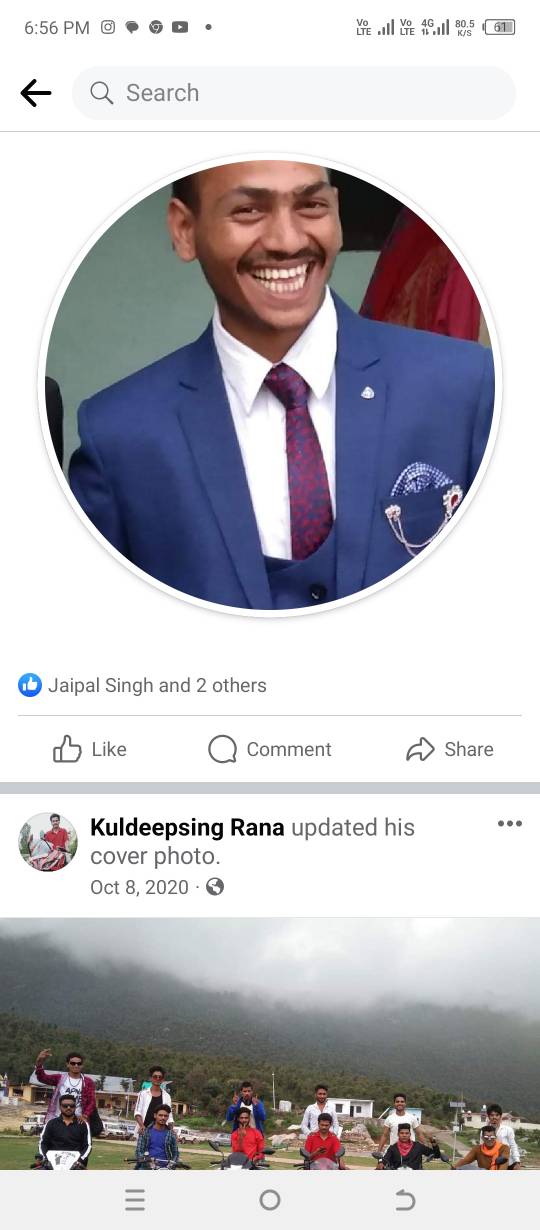 6:56 PM
Vo LTE Vo LTE 4G 80.5 K/S 61
Search
Jaipal Singh and 2 others
Like Comment Share
Kuldeepsing Rana updated his
cover photo.
Oct 8, 2020 ·